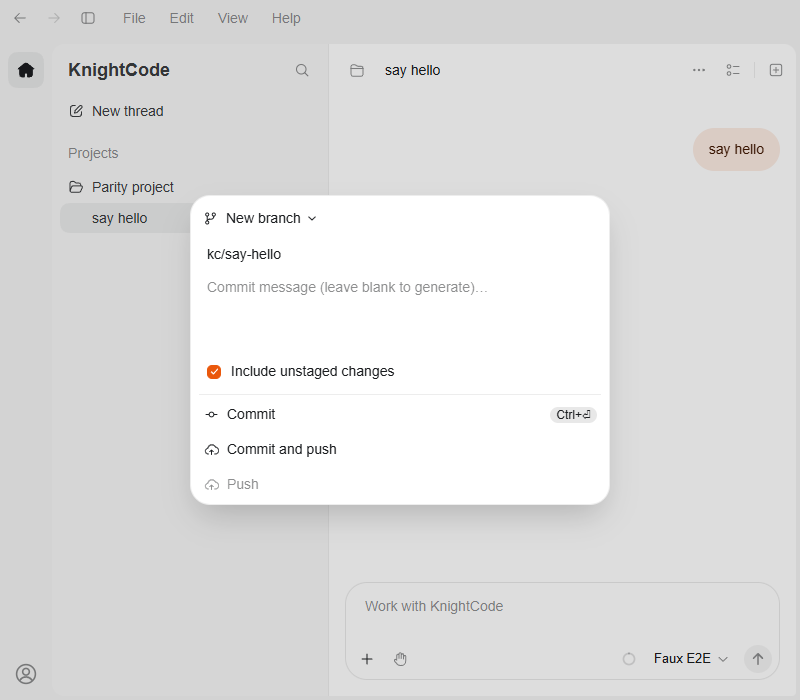 File Edit View Help
KnightCode
New thread
Projects
Parity project
say hello
say hello
say hello
New branch
kc/say-hello
Commit message (leave blank to generate)…
Include unstaged changes
Commit Ctrl+⏎
Commit and push
Push
Work with KnightCode
Faux E2E